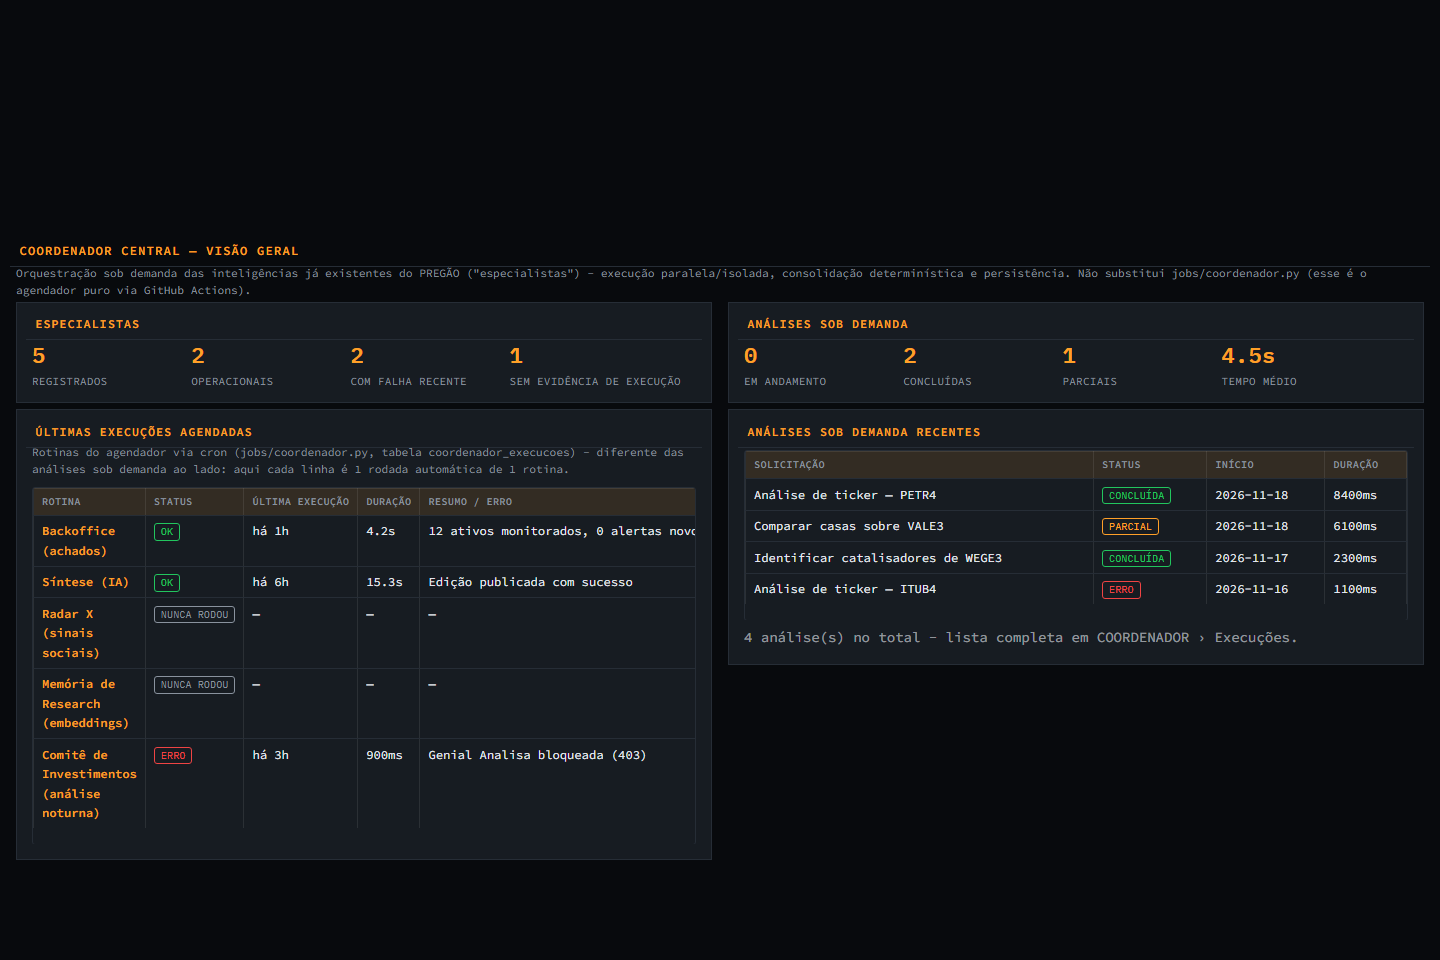 COORDENADOR CENTRAL — VISÃO GERAL
Orquestração sob demanda das inteligências já existentes do PREGÃO ("especialistas") - execução paralela/isolada, consolidação determinística e persistência. Não substitui jobs/coordenador.py (esse é o
agendador puro via GitHub Actions).
ESPECIALISTAS
5 2 2 1
REGISTRADOS OPERACIONAIS COM FALHA RECENTE SEM EVIDÊNCIA DE EXECUÇÃO
ANÁLISES SOB DEMANDA
0 2 1 4.5s
EM ANDAMENTO CONCLUÍDAS PARCIAIS TEMPO MÉDIO
ÚLTIMAS EXECUÇÕES AGENDADAS
Rotinas do agendador via cron (jobs/coordenador.py, tabela coordenador_execucoes) - diferente das
análises sob demanda ao lado: aqui cada linha é 1 rodada automática de 1 rotina.
ROTINA STATUS ÚLTIMA EXECUÇÃO DURAÇÃO RESUMO / ERRO
Backoffice OK há 1h 4.2s 12 ativos monitorados, 0 alertas novo
(achados)
Síntese (IA) OK há 6h 15.3s Edição publicada com sucesso
Radar X NUNCA RODOU — — —
(sinais
sociais)
Memória de NUNCA RODOU — — —
Research
(embeddings)
Comitê de ERRO há 3h 900ms Genial Analisa bloqueada (403)
Investimentos
(análise
noturna)
ANÁLISES SOB DEMANDA RECENTES
SOLICITAÇÃO STATUS INÍCIO DURAÇÃO
Análise de ticker — PETR4 CONCLUÍDA 2026-11-18 8400ms
Comparar casas sobre VALE3 PARCIAL 2026-11-18 6100ms
Identificar catalisadores de WEGE3 CONCLUÍDA 2026-11-17 2300ms
Análise de ticker — ITUB4 ERRO 2026-11-16 1100ms
4 análise(s) no total - lista completa em COORDENADOR › Execuções.